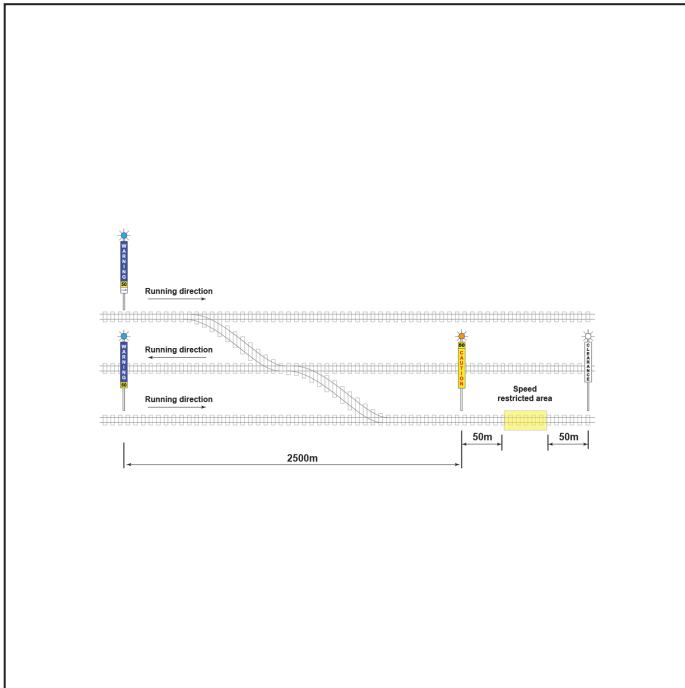 WARNING
50
Running direction
WARNING
50
Running direction
50
CAUTION
CLEARANCE
Speed
restricted area
Running direction
50m
50m
2500m